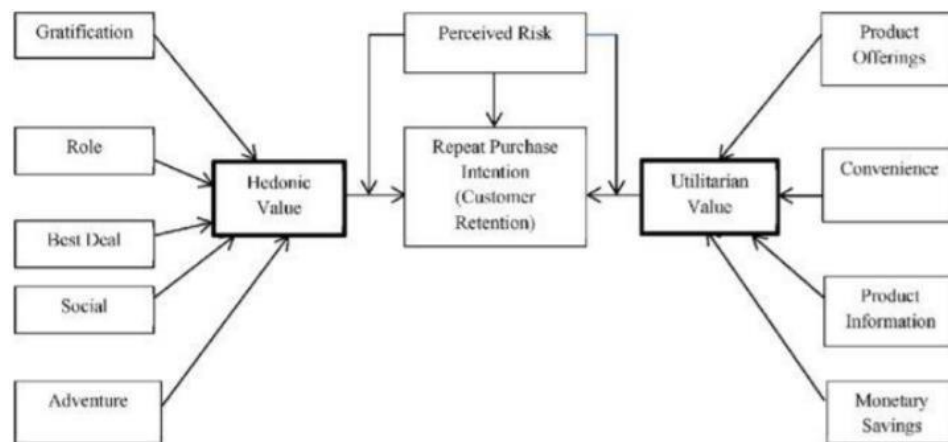 Gratification
Perceived Risk
Product
Offerings
Role
Repeat Purchase
Intention
(Customer
Retention)
Hedonic
Value
Utilitarian
Value
Convenience
Best Deal
Social
Product
Information
Adventure
Monetary
Savings